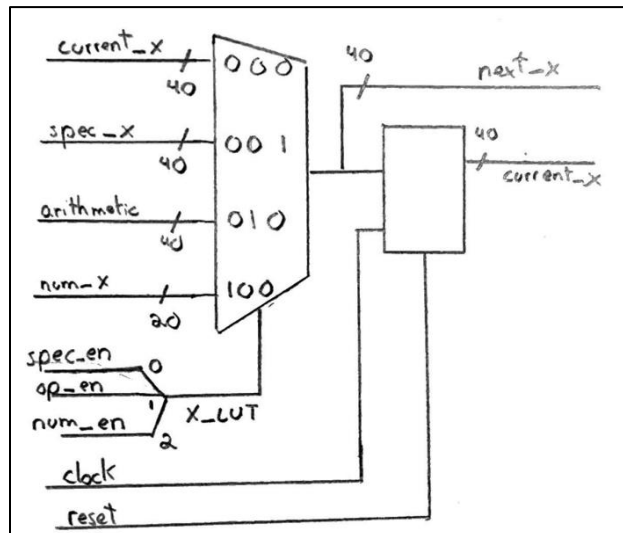 current_x
40
000
40
next_x
spec_x
40
001
40
current_x
arithmetic
40
010
num_x
20
100
spec_en
0
op_en
1
X_LUT
num_en
2
clock
reset